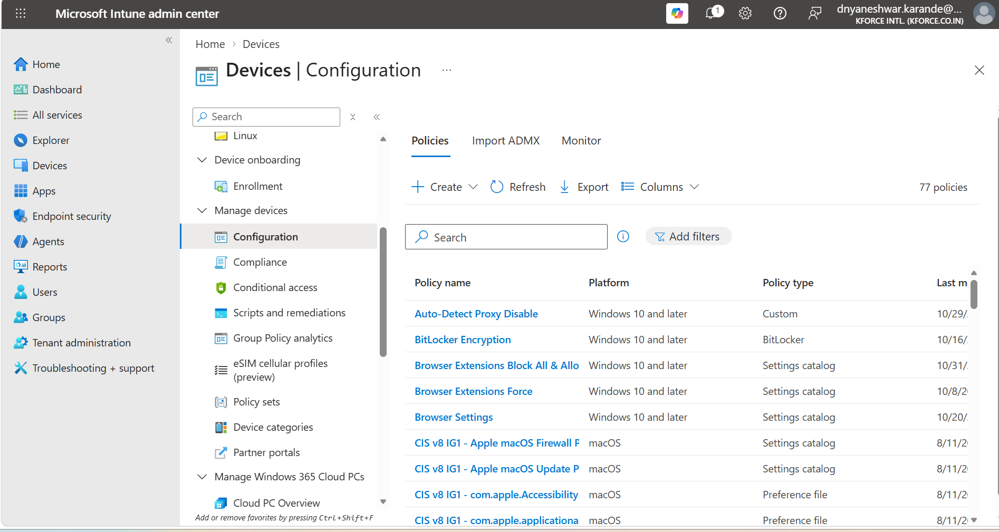 Microsoft Intune admin center
1
dnyaneshwar.karande@...
KFORCE INTL. (KFORCE.CO.IN)
Home
Dashboard
All services
Explorer
Devices
Apps
Endpoint security
Agents
Reports
Users
Groups
Tenant administration
Troubleshooting + support
Home > Devices
Devices | Configuration
Search
Linux
Device onboarding
Enrollment
Manage devices
Configuration
Compliance
Conditional access
Scripts and remediations
Group Policy analytics
eSIM cellular profiles
(preview)
Policy sets
Device categories
Partner portals
Manage Windows 365 Cloud PCs
Cloud PC Overview
Add or remove favorites by pressing Ctrl+Shift+F
Policies Import ADMX Monitor
Create Refresh Export Columns 77 policies
Search Add filters
Policy name Platform Policy type Last m
Auto-Detect Proxy Disable Windows 10 and later Custom 10/29/
BitLocker Encryption Windows 10 and later BitLocker 10/16/
Browser Extensions Block All & Allo Windows 10 and later Settings catalog 10/31/
Browser Extensions Force Windows 10 and later Settings catalog 10/8/20
Browser Settings Windows 10 and later Settings catalog 10/20/
CIS v8 IG1 - Apple macOS Firewall P macOS Settings catalog 8/11/20
CIS v8 IG1 - Apple macOS Update P macOS Settings catalog 8/11/20
CIS v8 IG1 - com.apple.Accessibility macOS Preference file 8/11/20
CIS v8 IG1 - com.apple.applicationa macOS Preference file 8/11/20